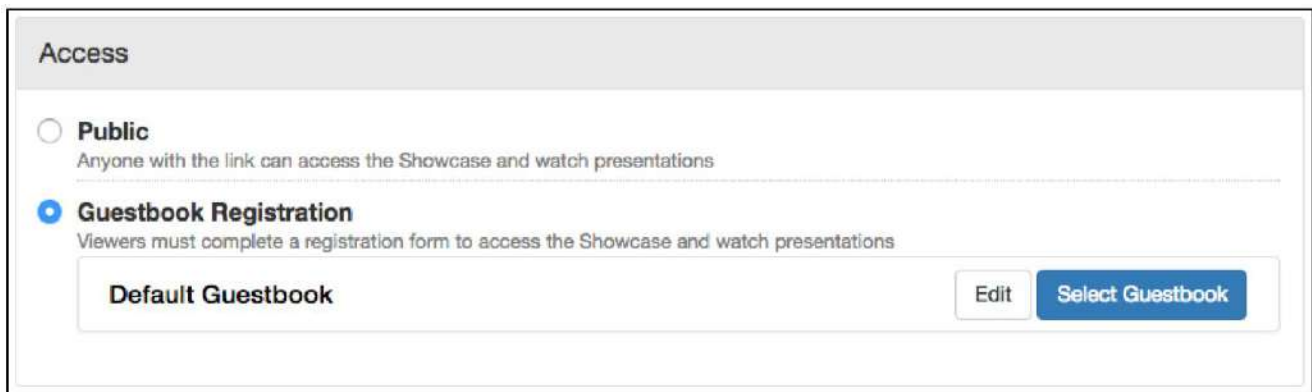 Access
Public
Anyone with the link can access the Showcase and watch presentations
Guestbook Registration
Viewers must complete a registration form to access the Showcase and watch presentations
Default Guestbook Edit Select Guestbook